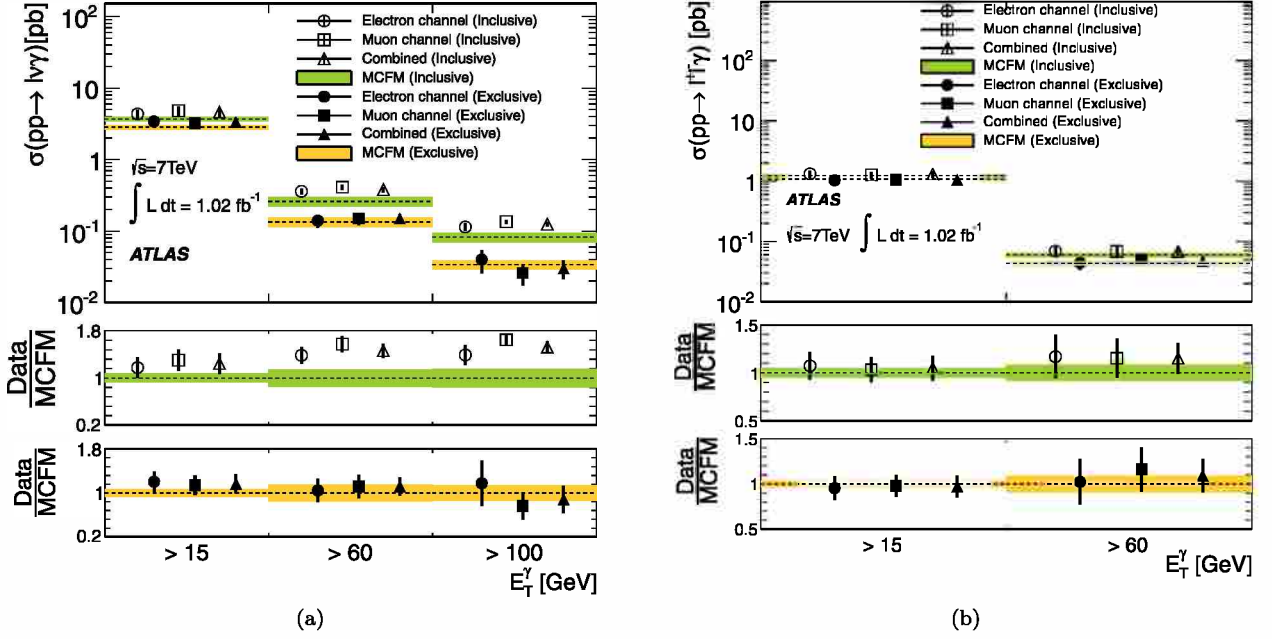 σ(pp→ lνγ)[pb]
10²
10
1
10⁻¹
10⁻²
Electron channel (Inclusive)
Muon channel (Inclusive)
Combined (Inclusive)
MCFM (Inclusive)
Electron channel (Exclusive)
Muon channel (Exclusive)
Combined (Exclusive)
MCFM (Exclusive)
√s=7TeV
∫ L dt = 1.02 fb⁻¹
ATLAS
Data
MCFM
1.8
1
0.2
Data
MCFM
1.8
1
0.2
> 15 > 60 > 100
E_T^γ [GeV]
(a)
σ(pp→ l⁺l⁻γ) [pb]
10²
10
1
10⁻¹
10⁻²
Electron channel (Inclusive)
Muon channel (Inclusive)
Combined (Inclusive)
MCFM (Inclusive)
Electron channel (Exclusive)
Muon channel (Exclusive)
Combined (Exclusive)
MCFM (Exclusive)
ATLAS
√s=7TeV ∫ L dt = 1.02 fb⁻¹
Data
MCFM
1.5
1
0.5
Data
MCFM
1.5
1
0.5
> 15 > 60
E_T^γ [GeV]
(b)